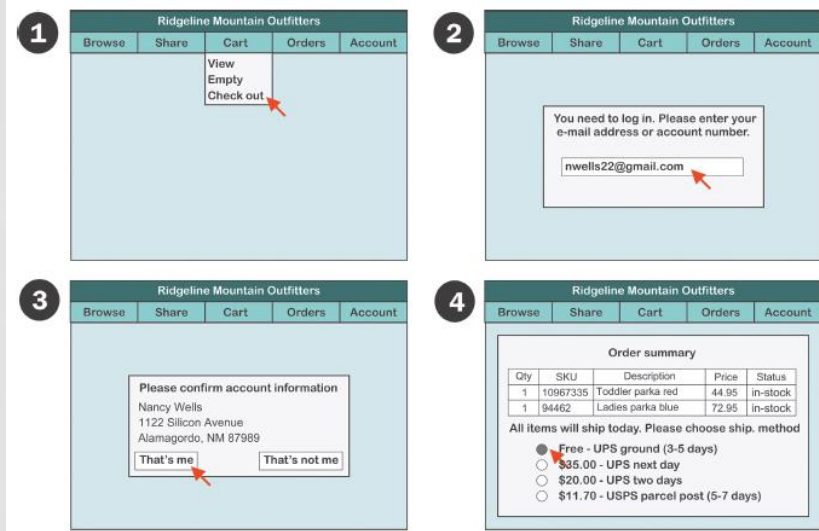 1
Ridgeline Mountain Outfitters
Browse Share Cart Orders Account
View
Empty
Check out
2
Ridgeline Mountain Outfitters
Browse Share Cart Orders Account
You need to log in. Please enter your
e-mail address or account number.
nwells22@gmail.com
3
Ridgeline Mountain Outfitters
Browse Share Cart Orders Account
Please confirm account information
Nancy Wells
1122 Silicon Avenue
Alamagordo, NM 87989
That's me That's not me
4
Ridgeline Mountain Outfitters
Browse Share Cart Orders Account
Order summary
Qty SKU Description Price Status
1 10967335 Toddler parka red 44.95 in-stock
1 94462 Ladies parka blue 72.95 in-stock
All items will ship today. Please choose ship. method
Free - UPS ground (3-5 days)
$35.00 - UPS next day
$20.00 - UPS two days
$11.70 - USPS parcel post (5-7 days)